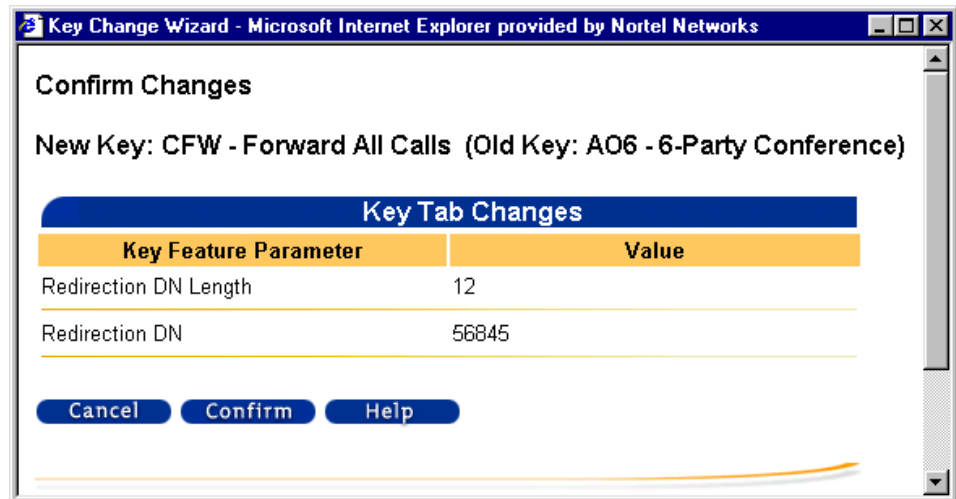 Key Change Wizard - Microsoft Internet Explorer provided by Nortel Networks
Confirm Changes
New Key: CFW - Forward All Calls (Old Key: AO6 - 6-Party Conference)
Key Tab Changes
Key Feature Parameter Value
Redirection DN Length 12
Redirection DN 56845
Cancel Confirm Help